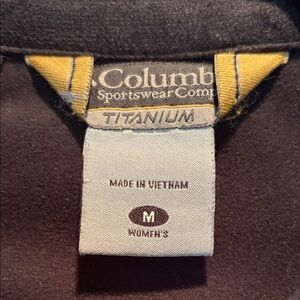 Columb
Sportswear Comp
TITANIUM
MADE IN VIETNAM
M
WOMEN'S